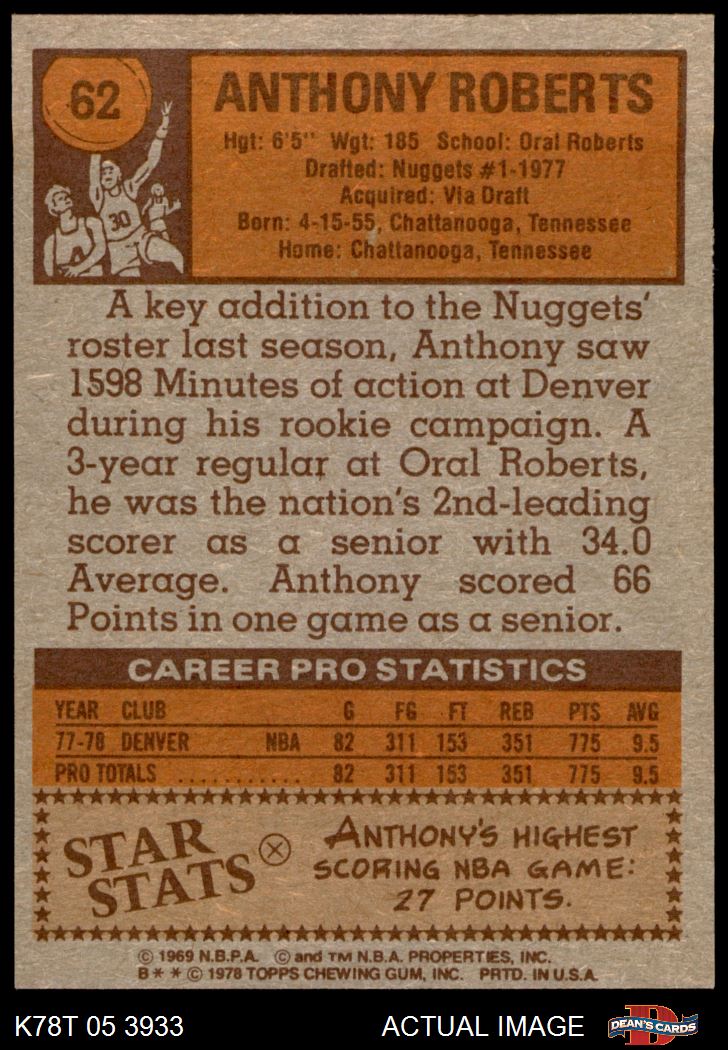 62
ANTHONY ROBERTS
Hgt: 6'5" Wgt: 185 School: Oral Roberts
Drafted: Nuggets #1-1977
Acquired: Via Draft
Born: 4-15-55, Chattanooga, Tennessee
Home: Chattanooga, Tennessee
30
A key addition to the Nuggets'
roster last season, Anthony saw
1598 Minutes of action at Denver
during his rookie campaign. A
3-year regular at Oral Roberts,
he was the nation's 2nd-leading
scorer as a senior with 34.0
Average. Anthony scored 66
Points in one game as a senior.
CAREER PRO STATISTICS
YEAR CLUB G FG FT REB PTS AVG
77-78 DENVER NBA 82 311 153 351 775 9.5
PRO TOTALS ........... 82 311 153 351 775 9.5
STAR STATS
ANTHONY'S HIGHEST
SCORING NBA GAME:
27 POINTS.
© 1969 N.B.P.A. © and TM N.B.A. PROPERTIES, INC.
B * * © 1978 TOPPS CHEWING GUM, INC. PRTD. IN U.S.A.
K78T 05 3933 ACTUAL IMAGE DEAN'S CARDS